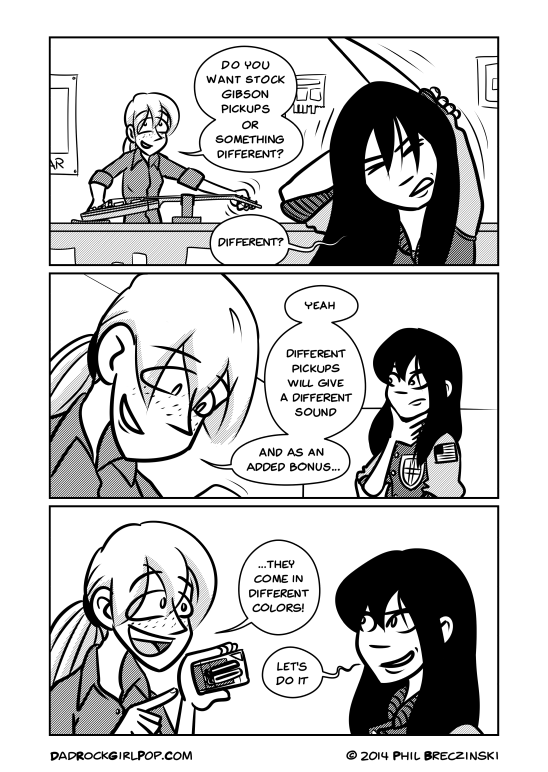 DO YOU
WANT STOCK
GIBSON
PICKUPS
OR
SOMETHING
DIFFERENT?
AR
DIFFERENT?
YEAH
DIFFERENT
PICKUPS
WILL GIVE
A DIFFERENT
SOUND
AND AS AN
ADDED BONUS...
...THEY
COME IN
DIFFERENT
COLORS!
LET'S
DO IT
DADROCKGIRLPOP.COM
© 2014 PHIL BRECZINSKI